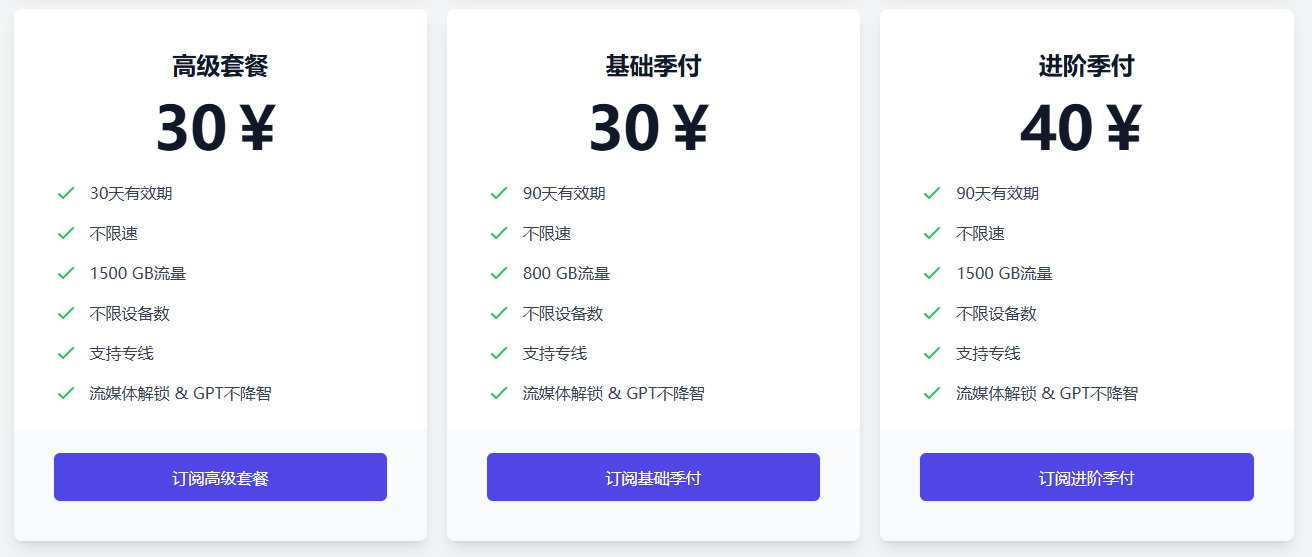 高级套餐
30 ¥
30天有效期
不限速
1500 GB流量
不限设备数
支持专线
流媒体解锁 & GPT不降智
订阅高级套餐
基础季付
30 ¥
90天有效期
不限速
800 GB流量
不限设备数
支持专线
流媒体解锁 & GPT不降智
订阅基础季付
进阶季付
40 ¥
90天有效期
不限速
1500 GB流量
不限设备数
支持专线
流媒体解锁 & GPT不降智
订阅进阶季付